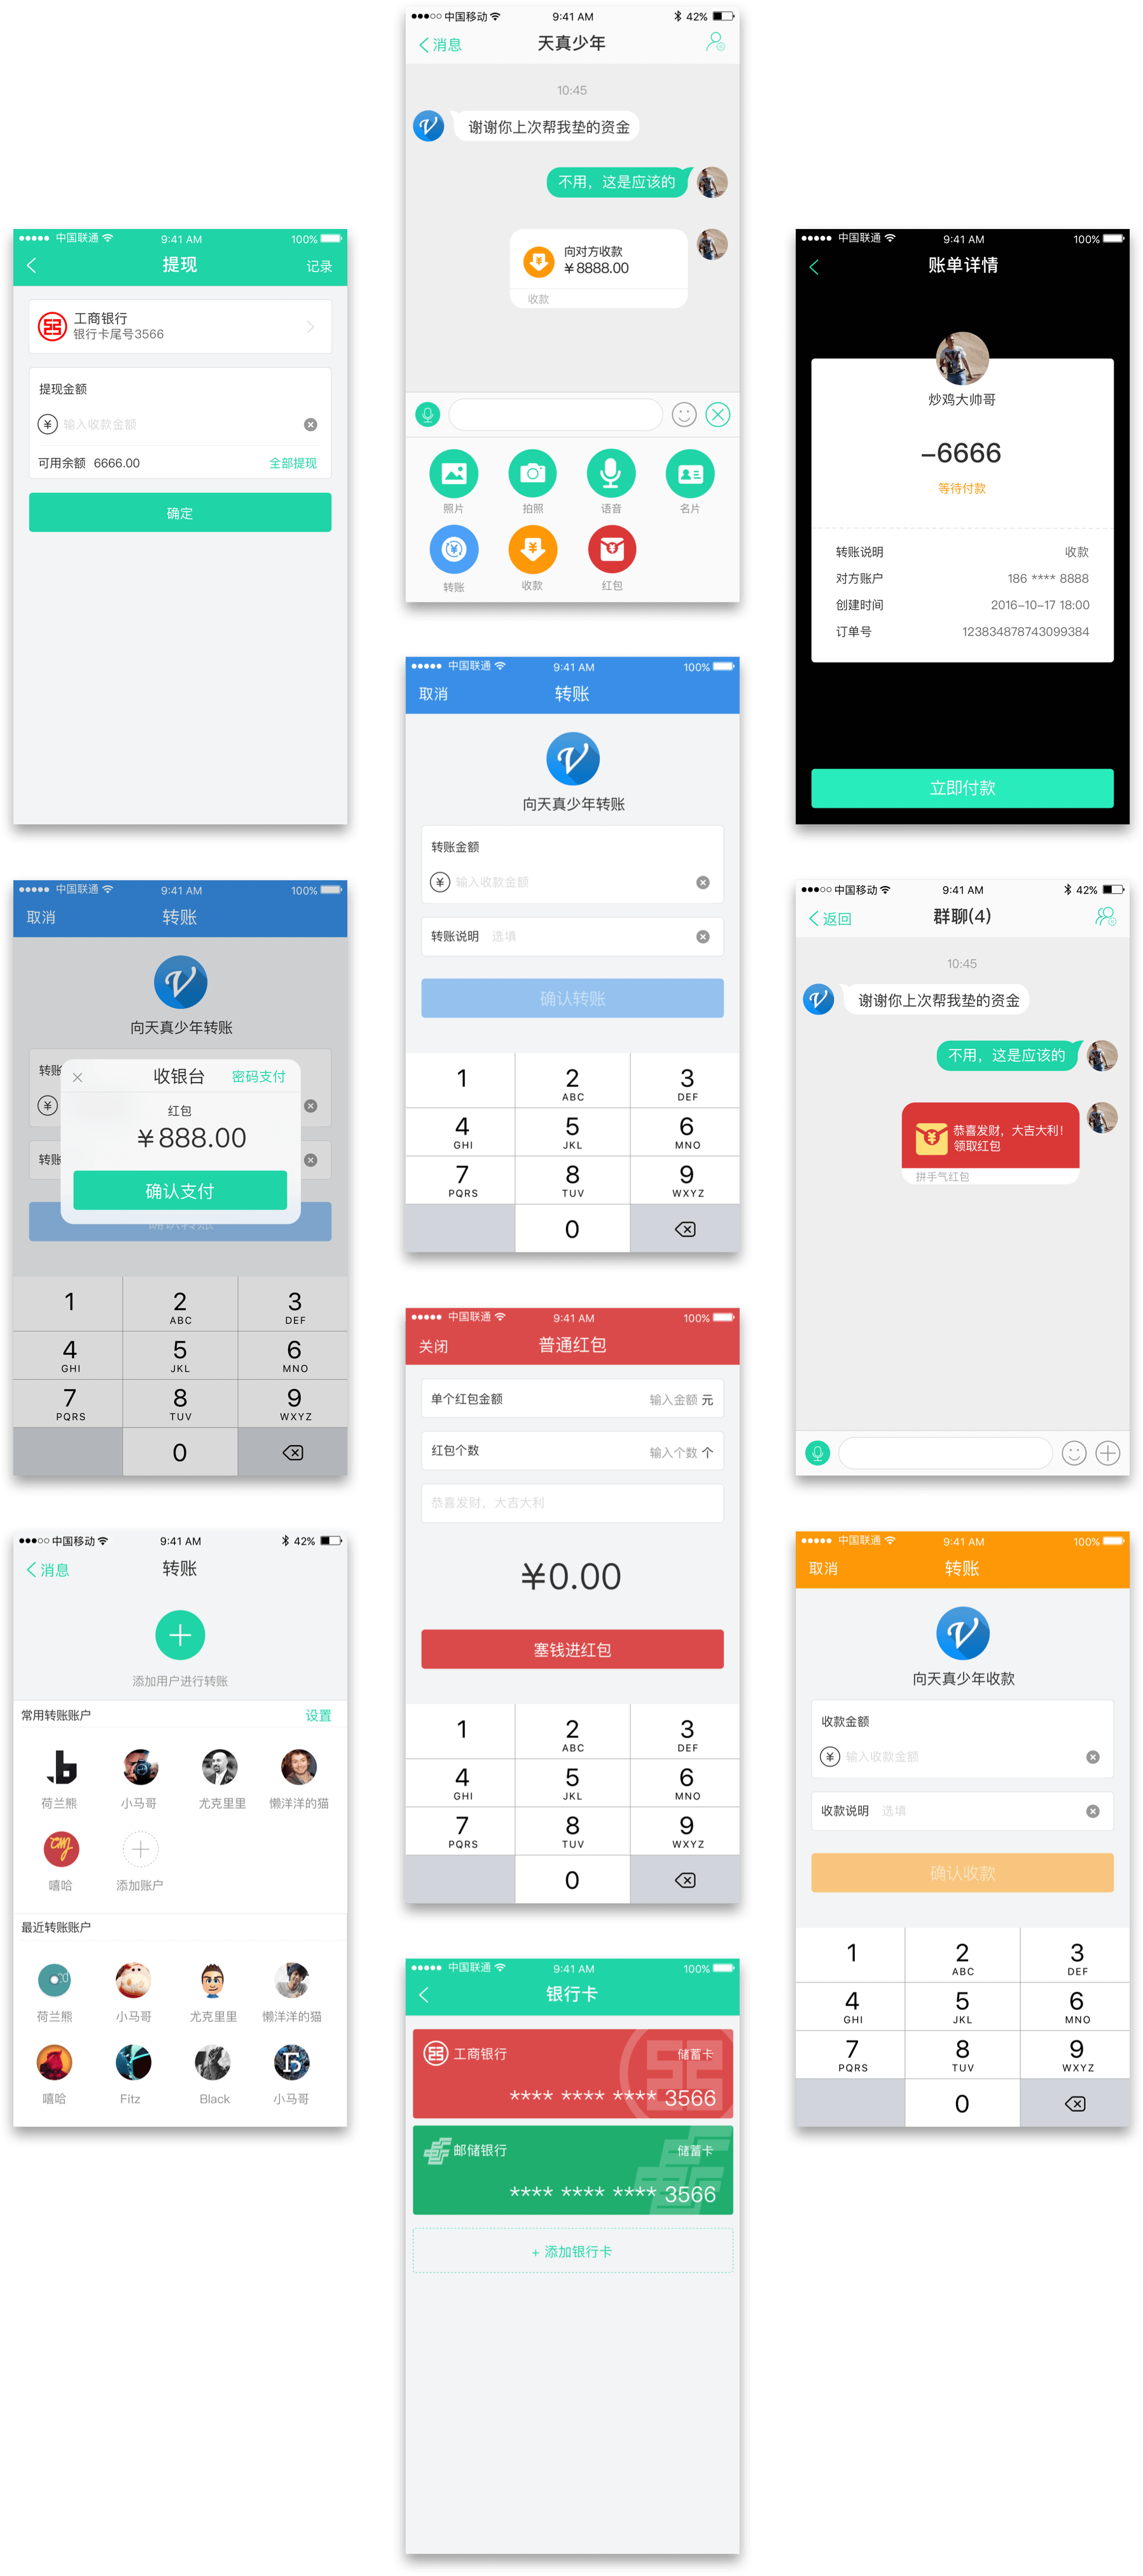 中国联通 9:41 AM 100%
提现 记录
工商银行
银行卡尾号3566
提现金额
¥ 输入收款金额
可用余额 6666.00 全部提现
确定
中国联通 9:41 AM 100%
取消 转账
向天真少年转账
转账
¥
转账
收银台 密码支付
红包
¥888.00
确认支付
确认转账
1 2 3
ABC DEF
4 5 6
GHI JKL MNO
7 8 9
PQRS TUV WXYZ
0
中国移动 9:41 AM 42%
消息 转账
添加用户进行转账
常用转账账户 设置
荷兰熊 小马哥 尤克里里 懒洋洋的猫
嘻哈 添加账户
最近转账账户
荷兰熊 小马哥 尤克里里 懒洋洋的猫
嘻哈 Fitz Black 小马哥
中国移动 9:41 AM 42%
消息 天真少年
10:45
谢谢你上次帮我垫的资金
不用，这是应该的
向对方收款
¥8888.00
收款
照片 拍照 语音 名片
转账 收款 红包
中国联通 9:41 AM 100%
取消 转账
向天真少年转账
转账金额
¥ 输入收款金额
转账说明 选填
确认转账
1 2 3
ABC DEF
4 5 6
GHI JKL MNO
7 8 9
PQRS TUV WXYZ
0
中国联通 9:41 AM 100%
关闭 普通红包
单个红包金额 输入金额 元
红包个数 输入个数 个
恭喜发财，大吉大利
¥0.00
塞钱进红包
1 2 3
ABC DEF
4 5 6
GHI JKL MNO
7 8 9
PQRS TUV WXYZ
0
中国联通 9:41 AM 100%
银行卡
工商银行 储蓄卡
**** **** **** 3566
邮储银行 储蓄卡
**** **** **** 3566
+ 添加银行卡
中国联通 9:41 AM 100%
账单详情
炒鸡大帅哥
-6666
等待付款
转账说明 收款
对方账户 186 **** 8888
创建时间 2016-10-17 18:00
订单号 123834878743099384
立即付款
中国移动 9:41 AM 42%
返回 群聊(4)
10:45
谢谢你上次帮我垫的资金
不用，这是应该的
恭喜发财，大吉大利！
领取红包
拼手气红包
中国联通 9:41 AM 100%
取消 转账
向天真少年收款
收款金额
¥ 输入收款金额
收款说明 选填
确认收款
1 2 3
ABC DEF
4 5 6
GHI JKL MNO
7 8 9
PQRS TUV WXYZ
0